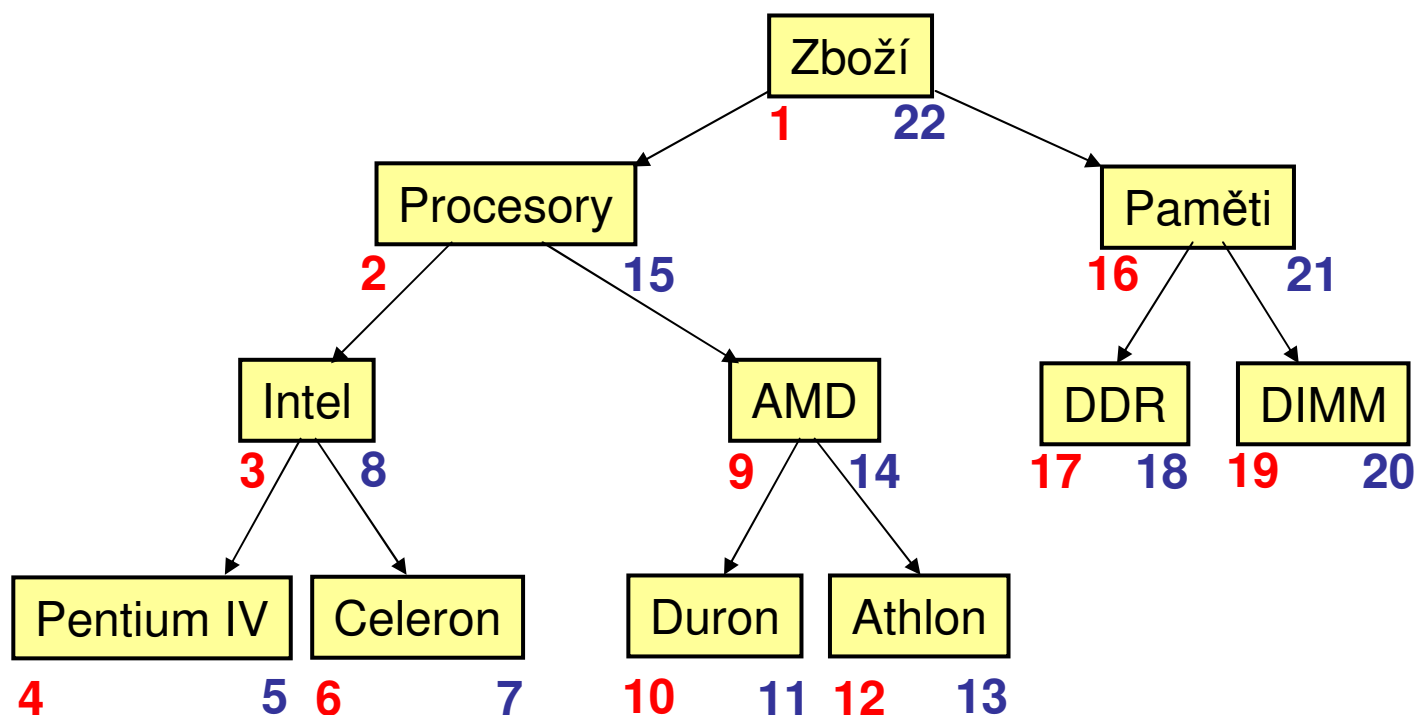 Zboží
1 22
Procesory Paměti
2 15 16 21
Intel AMD DDR DIMM
3 8 9 14 17 18 19 20
Pentium IV Celeron Duron Athlon
4 5 6 7 10 11 12 13